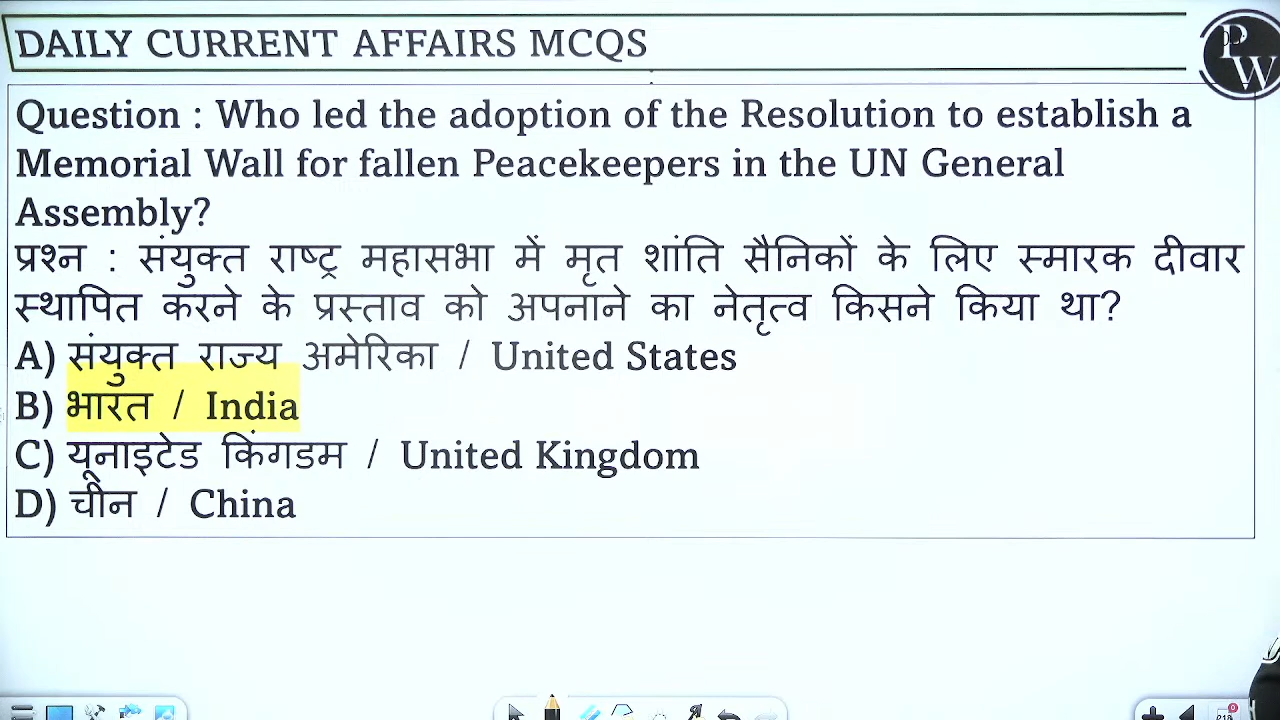 DAILY CURRENT AFFAIRS MCQS
PW
Question : Who led the adoption of the Resolution to establish a
Memorial Wall for fallen Peacekeepers in the UN General
Assembly?
प्रश्न : संयुक्त राष्ट्र महासभा में मृत शांति सैनिकों के लिए स्मारक दीवार
स्थापित करने के प्रस्ताव को अपनाने का नेतृत्व किसने किया था?
A) संयुक्त राज्य अमेरिका / United States
B) भारत / India
C) यूनाइटेड किंगडम / United Kingdom
D) चीन / China